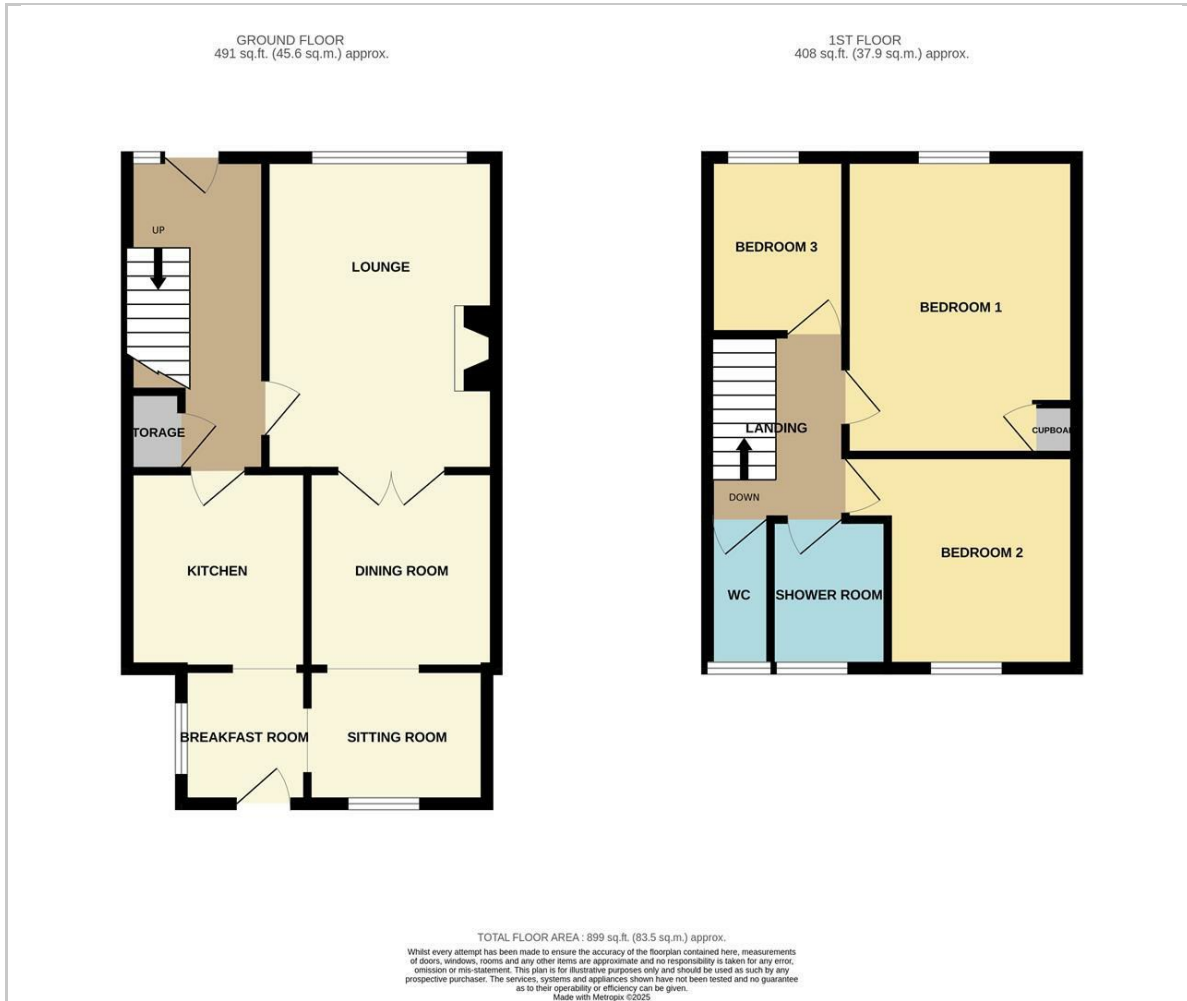 GROUND FLOOR
491 sq.ft. (45.6 sq.m.) approx.
1ST FLOOR
408 sq.ft. (37.9 sq.m.) approx.
UP
LOUNGE
TORAGE
KITCHEN
DINING ROOM
BREAKFAST ROOM
SITTING ROOM
BEDROOM 3
BEDROOM 1
LANDING
CUPBOAR
DOWN
BEDROOM 2
WC
SHOWER ROOM
TOTAL FLOOR AREA : 899 sq.ft. (83.5 sq.m.) approx.
Whilst every attempt has been made to ensure the accuracy of the floorplan contained here, measurements
of doors, windows, rooms and any other items are approximate and no responsibility is taken for any error,
omission or mis-statement. This plan is for illustrative purposes only and should be used as such by any
prospective purchaser. The services, systems and appliances shown have not been tested and no guarantee
as to their operability or efficiency can be given.
Made with Metropix ©2025